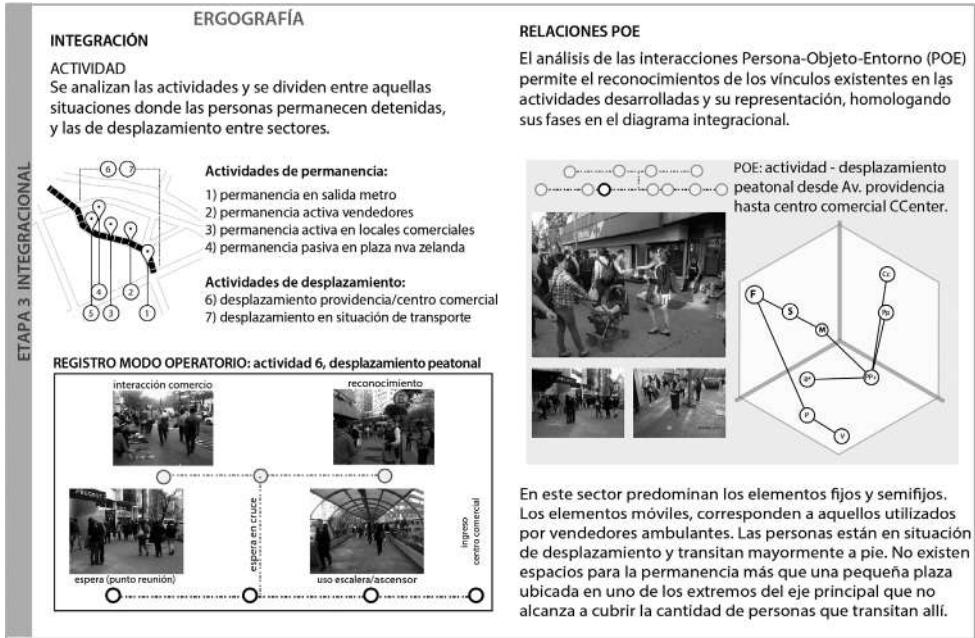 ERGOGRAFÍA
ETAPA 3 INTEGRACIONAL
INTEGRACIÓN
ACTIVIDAD
Se analizan las actividades y se dividen entre aquellas
situaciones donde las personas permanecen detenidas,
y las de desplazamiento entre sectores.
6 7
4 2
5 3 1
Actividades de permanencia:
1) permanencia en salida metro
2) permanencia activa vendedores
3) permanencia activa en locales comerciales
4) permanencia pasiva en plaza nva zelanda
Actividades de desplazamiento:
6) desplazamiento providencia/centro comercial
7) desplazamiento en situación de transporte
REGISTRO MODO OPERATORIO: actividad 6, desplazamiento peatonal
interacción comercio
reconocimiento
espera (punto reunión)
espera en cruce
uso escalera/ascensor
ingreso
centro comercial
RELACIONES POE
El análisis de las interacciones Persona-Objeto-Entorno (POE)
permite el reconocimientos de los vínculos existentes en las
actividades desarrolladas y su representación, homologando
sus fases en el diagrama integracional.
POE: actividad - desplazamiento
peatonal desde Av. providencia
hasta centro comercial CCenter.
F
S
M
Cc
Pp
P
V
En este sector predominan los elementos fijos y semifijos.
Los elementos móviles, corresponden a aquellos utilizados
por vendedores ambulantes. Las personas están en situación
de desplazamiento y transitan mayormente a pie. No existen
espacios para la permanencia más que una pequeña plaza
ubicada en uno de los extremos del eje principal que no
alcanza a cubrir la cantidad de personas que transitan allí.